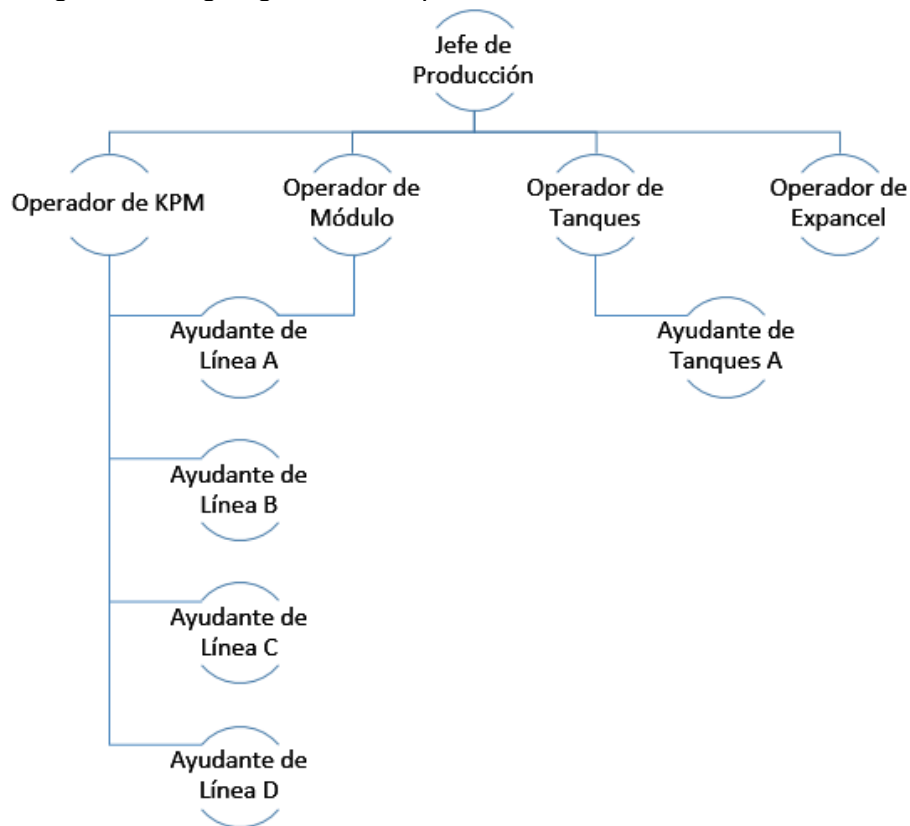 Jefe de
Producción
Operador de KPM
Operador de
Módulo
Operador de
Tanques
Operador de
Expancel
Ayudante de
Línea A
Ayudante de
Tanques A
Ayudante de
Línea B
Ayudante de
Línea C
Ayudante de
Línea D